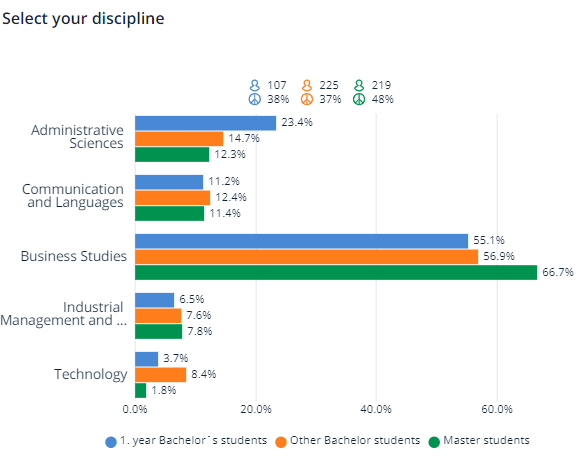 Select your discipline
107 225 219
38% 37% 48%
Administrative
Sciences
23.4%
14.7%
12.3%
Communication
and Languages
11.2%
12.4%
11.4%
Business Studies
55.1%
56.9%
66.7%
Industrial
Management and ...
6.5%
7.6%
7.8%
Technology
3.7%
8.4%
1.8%
0.0% 20.0% 40.0% 60.0%
1. year Bachelor´s students Other Bachelor students Master students